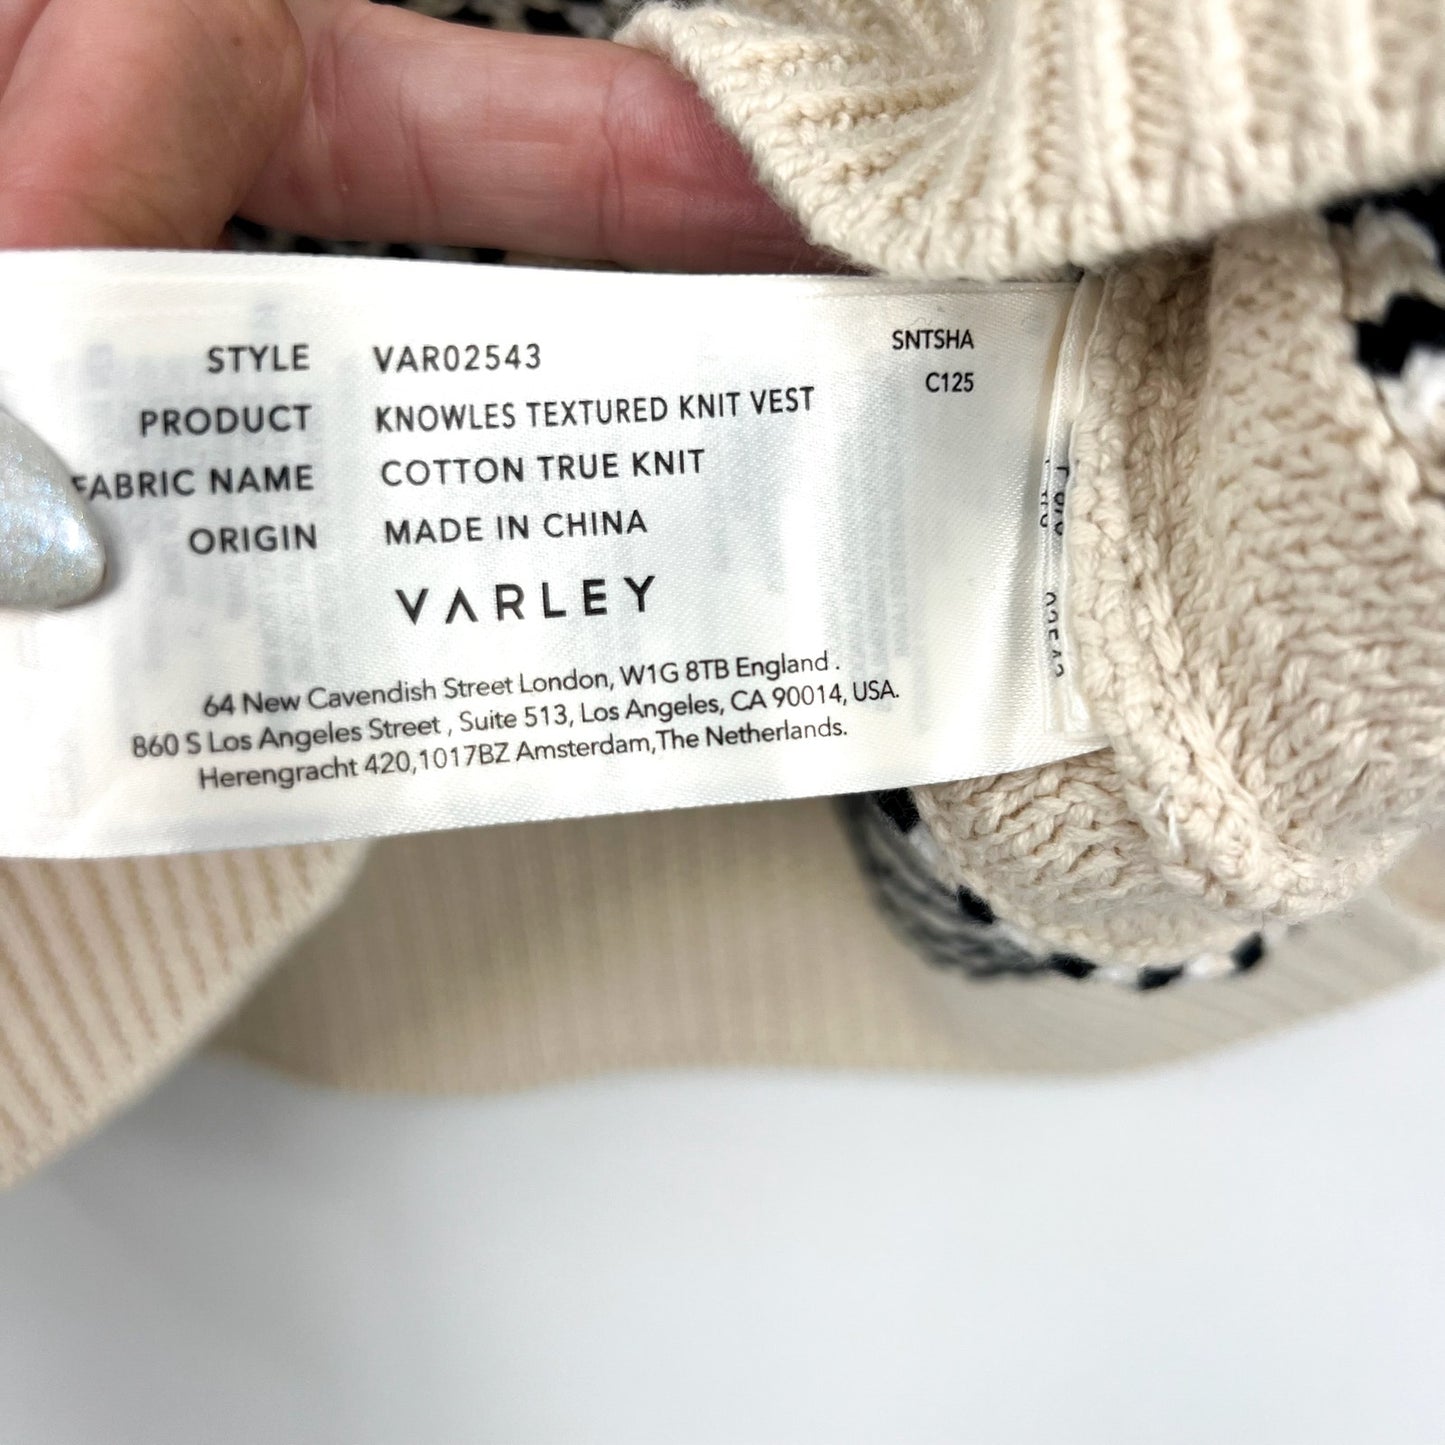 STYLE VAR02543 SNTSHA
PRODUCT KNOWLES TEXTURED KNIT VEST C125
FABRIC NAME COTTON TRUE KNIT
ORIGIN MADE IN CHINA
VARLEY
64 New Cavendish Street London, W1G 8TB England .
860 S Los Angeles Street , Suite 513, Los Angeles, CA 90014, USA.
Herengracht 420,1017BZ Amsterdam,The Netherlands.